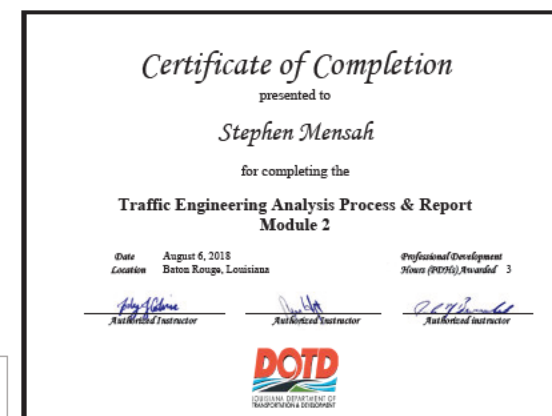 Certificate of Completion
presented to
Stephen Mensah
for completing the
Traffic Engineering Analysis Process & Report
Module 2
Date August 6, 2018
Location Baton Rouge, Louisiana
Professional Development
Hours (PDHs) Awarded 3
Authorized Instructor
Authorized Instructor
Authorized instructor
DOTD
LOUISIANA DEPARTMENT OF
TRANSPORTATION & DEVELOPMENT